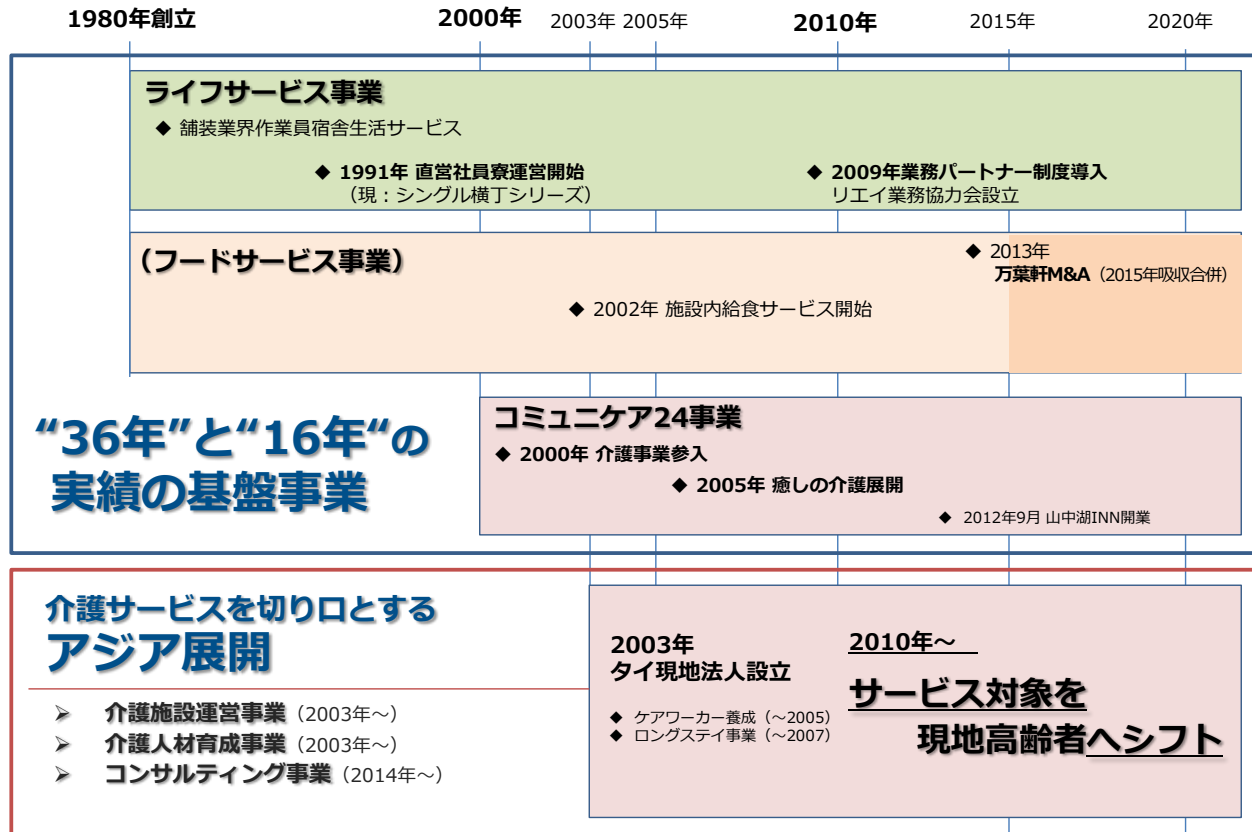 1980年創立 2000年 2003年 2005年 2010年 2015年 2020年
ライフサービス事業
◆ 舗装業界作業員宿舎生活サービス
◆ 1991年 直営社員寮運営開始
（現：シングル横丁シリーズ）
◆ 2009年業務パートナー制度導入
リエイ業務協力会設立
（フードサービス事業）
◆ 2013年
万葉軒M&A（2015年吸収合併）
◆ 2002年 施設内給食サービス開始
“36年”と“16年“の
実績の基盤事業
コミュニケア24事業
◆ 2000年 介護事業参入
◆ 2005年 癒しの介護展開
◆ 2012年9月 山中湖INN開業
介護サービスを切り口とする
アジア展開
➢ 介護施設運営事業（2003年～）
➢ 介護人材育成事業（2003年～）
➢ コンサルティング事業（2014年～）
2003年
タイ現地法人設立
◆ ケアワーカー養成（～2005）
◆ ロングステイ事業（～2007）
2010年～
サービス対象を
現地高齢者へシフト